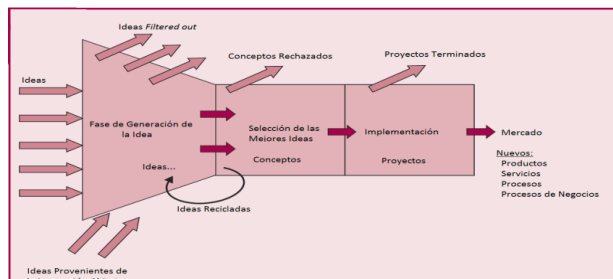 Ideas Filtered out
Conceptos Rechazados
Proyectos Terminados
Ideas
Fase de Generación de
la Idea
Selección de las
Mejores Ideas
Conceptos
Implementación
Proyectos
Mercado
Nuevos:
Productos
Servicios
Procesos
Procesos de Negocios
Ideas...
Ideas Recicladas
Ideas Provenientes de